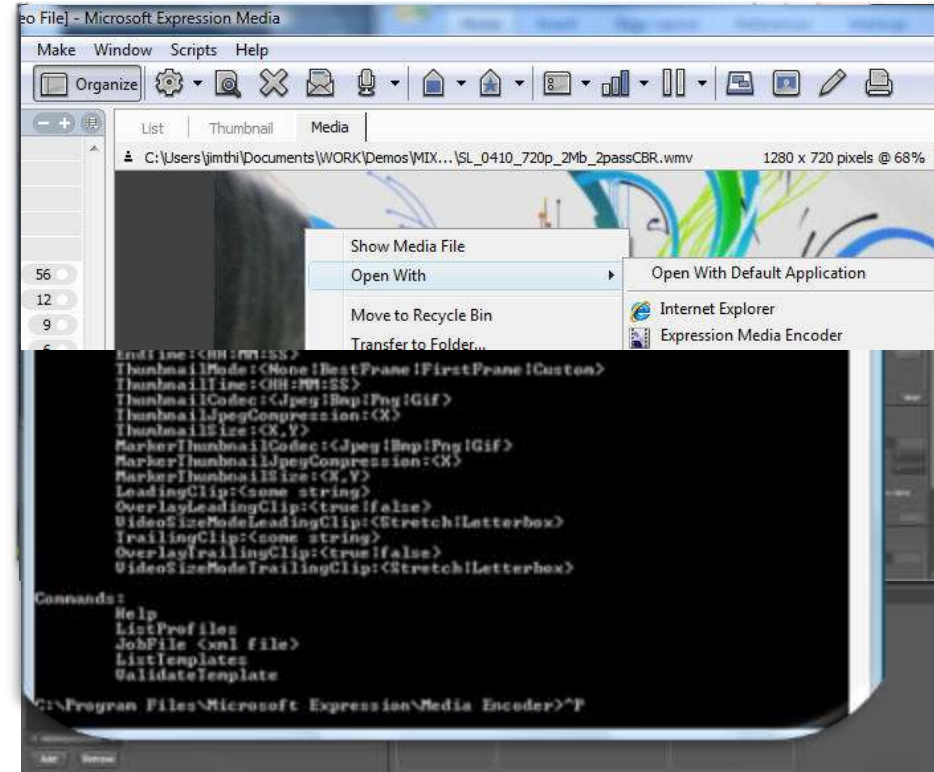 eo File] - Microsoft Expression Media
Make Window Scripts Help
Organize
List Thumbnail Media
C:\Users\jimthi\Documents\WORK\Demos\MIX...\SL_0410_720p_2Mb_2passCBR.wmv 1280 x 720 pixels @ 68%
Show Media File
Open With Open With Default Application
Internet Explorer
Move to Recycle Bin
Expression Media Encoder
Transfer to Folder...
56
12
9
6
EndTime:<HH:MM:SS>
ThumbnailMode:<None|BestFrame|FirstFrame|Custom>
ThumbnailTime:<HH:MM:SS>
ThumbnailCodec:<Jpeg|Bmp|Png|Gif>
ThumbnailJpegCompression:<X>
ThumbnailSize:<X,Y>
MarkerThumbnailCodec:<Jpeg|Bmp|Png|Gif>
MarkerThumbnailJpegCompression:<X>
MarkerThumbnailSize:<X,Y>
LeadingClip:<some string>
OverlayLeadingClip:<true|false>
VideoSizeModeLeadingClip:<Stretch|Letterbox>
TrailingClip:<some string>
OverlayTrailingClip:<true|false>
VideoSizeModeTrailingClip:<Stretch|Letterbox>
Commands:
Help
ListProfiles
JobFile <xml file>
ListTemplates
ValidateTemplate
C:\Program Files\Microsoft Expression\Media Encoder>^P
Add Remove